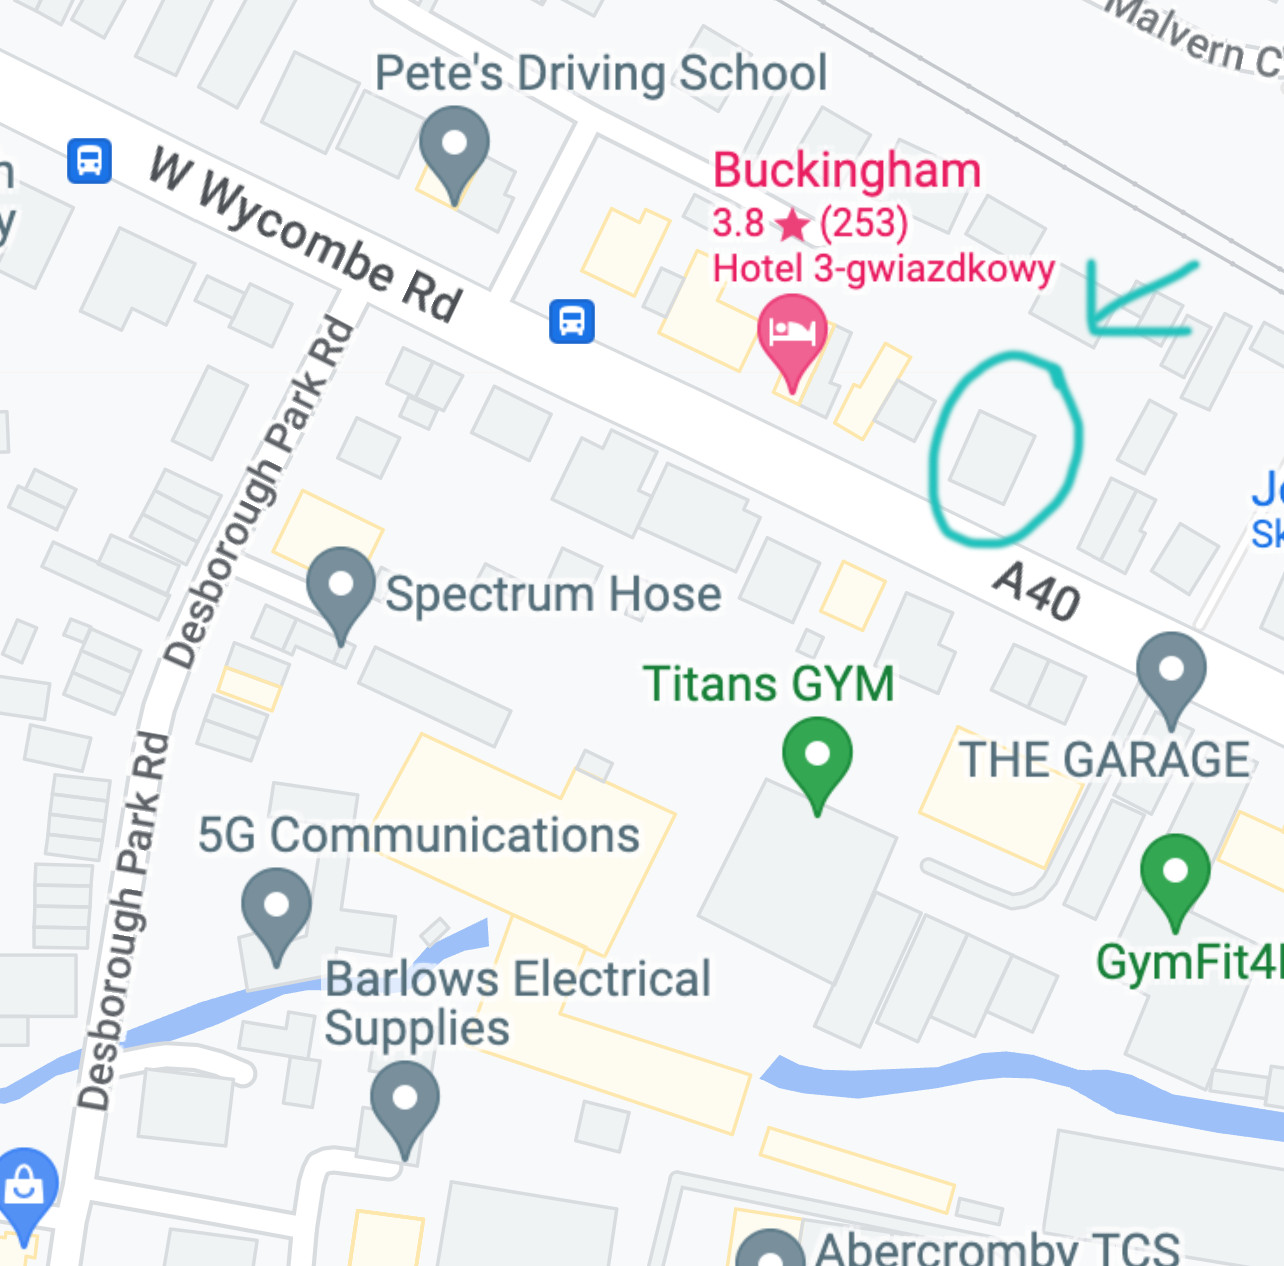 Malvern
Pete's Driving School
W Wycombe Rd
Buckingham
3.8 ★ (253)
Hotel 3-gwiazdkowy
Desborough Park Rd
A40
Spectrum Hose
Titans GYM
THE GARAGE
Desborough Park Rd
5G Communications
GymFit4
Barlows Electrical
Supplies
Abercromby TCS